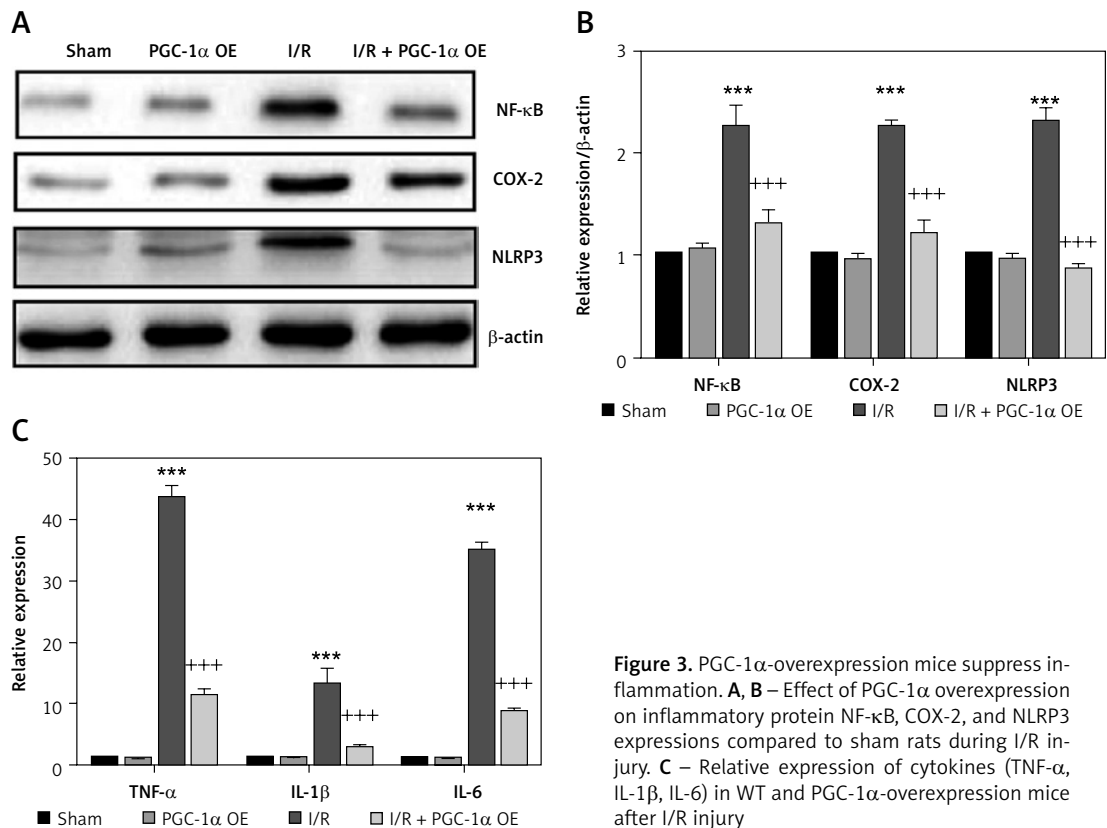 A
Sham PGC-1α OE I/R I/R + PGC-1α OE
NF-κB
COX-2
NLRP3
β-actin
B
Relative expression/β-actin
3
2
1
0
*** *** ***
+++ +++ +++
NF-κB COX-2 NLRP3
Sham PGC-1α OE I/R I/R + PGC-1α OE
C
Relative expression
50
40
30
20
10
0
*** *** ***
+++ +++ +++
TNF-α IL-1β IL-6
Sham PGC-1α OE I/R I/R + PGC-1α OE
Figure 3. PGC-1α-overexpression mice suppress in-
flammation. A, B – Effect of PGC-1α overexpression
on inflammatory protein NF-κB, COX-2, and NLRP3
expressions compared to sham rats during I/R in-
jury. C – Relative expression of cytokines (TNF-α,
IL-1β, IL-6) in WT and PGC-1α-overexpression mice
after I/R injury